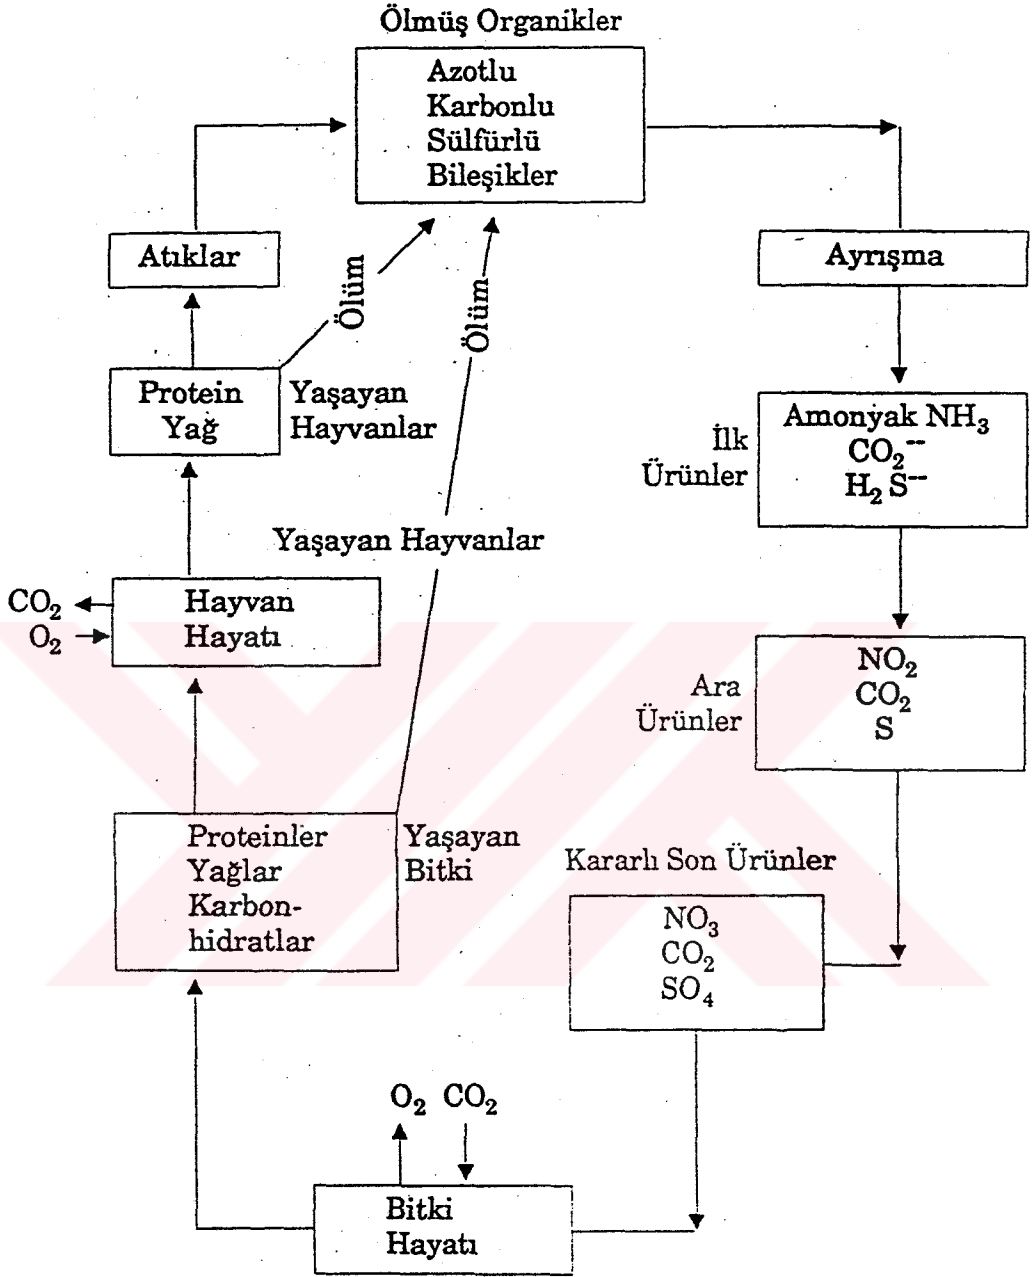 Ölmüş Organikler
Azotlu
Karbonlu
Sülfürlü
Bileşikler
Atıklar
Ölüm
Ölüm
Ayrışma
Protein
Yağ
Yaşayan
Hayvanlar
İlk
Ürünler
Amonyak NH₃
CO₂⁻⁻
H₂ S⁻⁻
Yaşayan Hayvanlar
CO₂
O₂
Hayvan
Hayatı
Ara
Ürünler
NO₂
CO₂
S
Proteinler
Yağlar
Karbon-
hidratlar
Yaşayan
Bitki
Kararlı Son Ürünler
NO₃
CO₂
SO₄
O₂ CO₂
Bitki
Hayatı